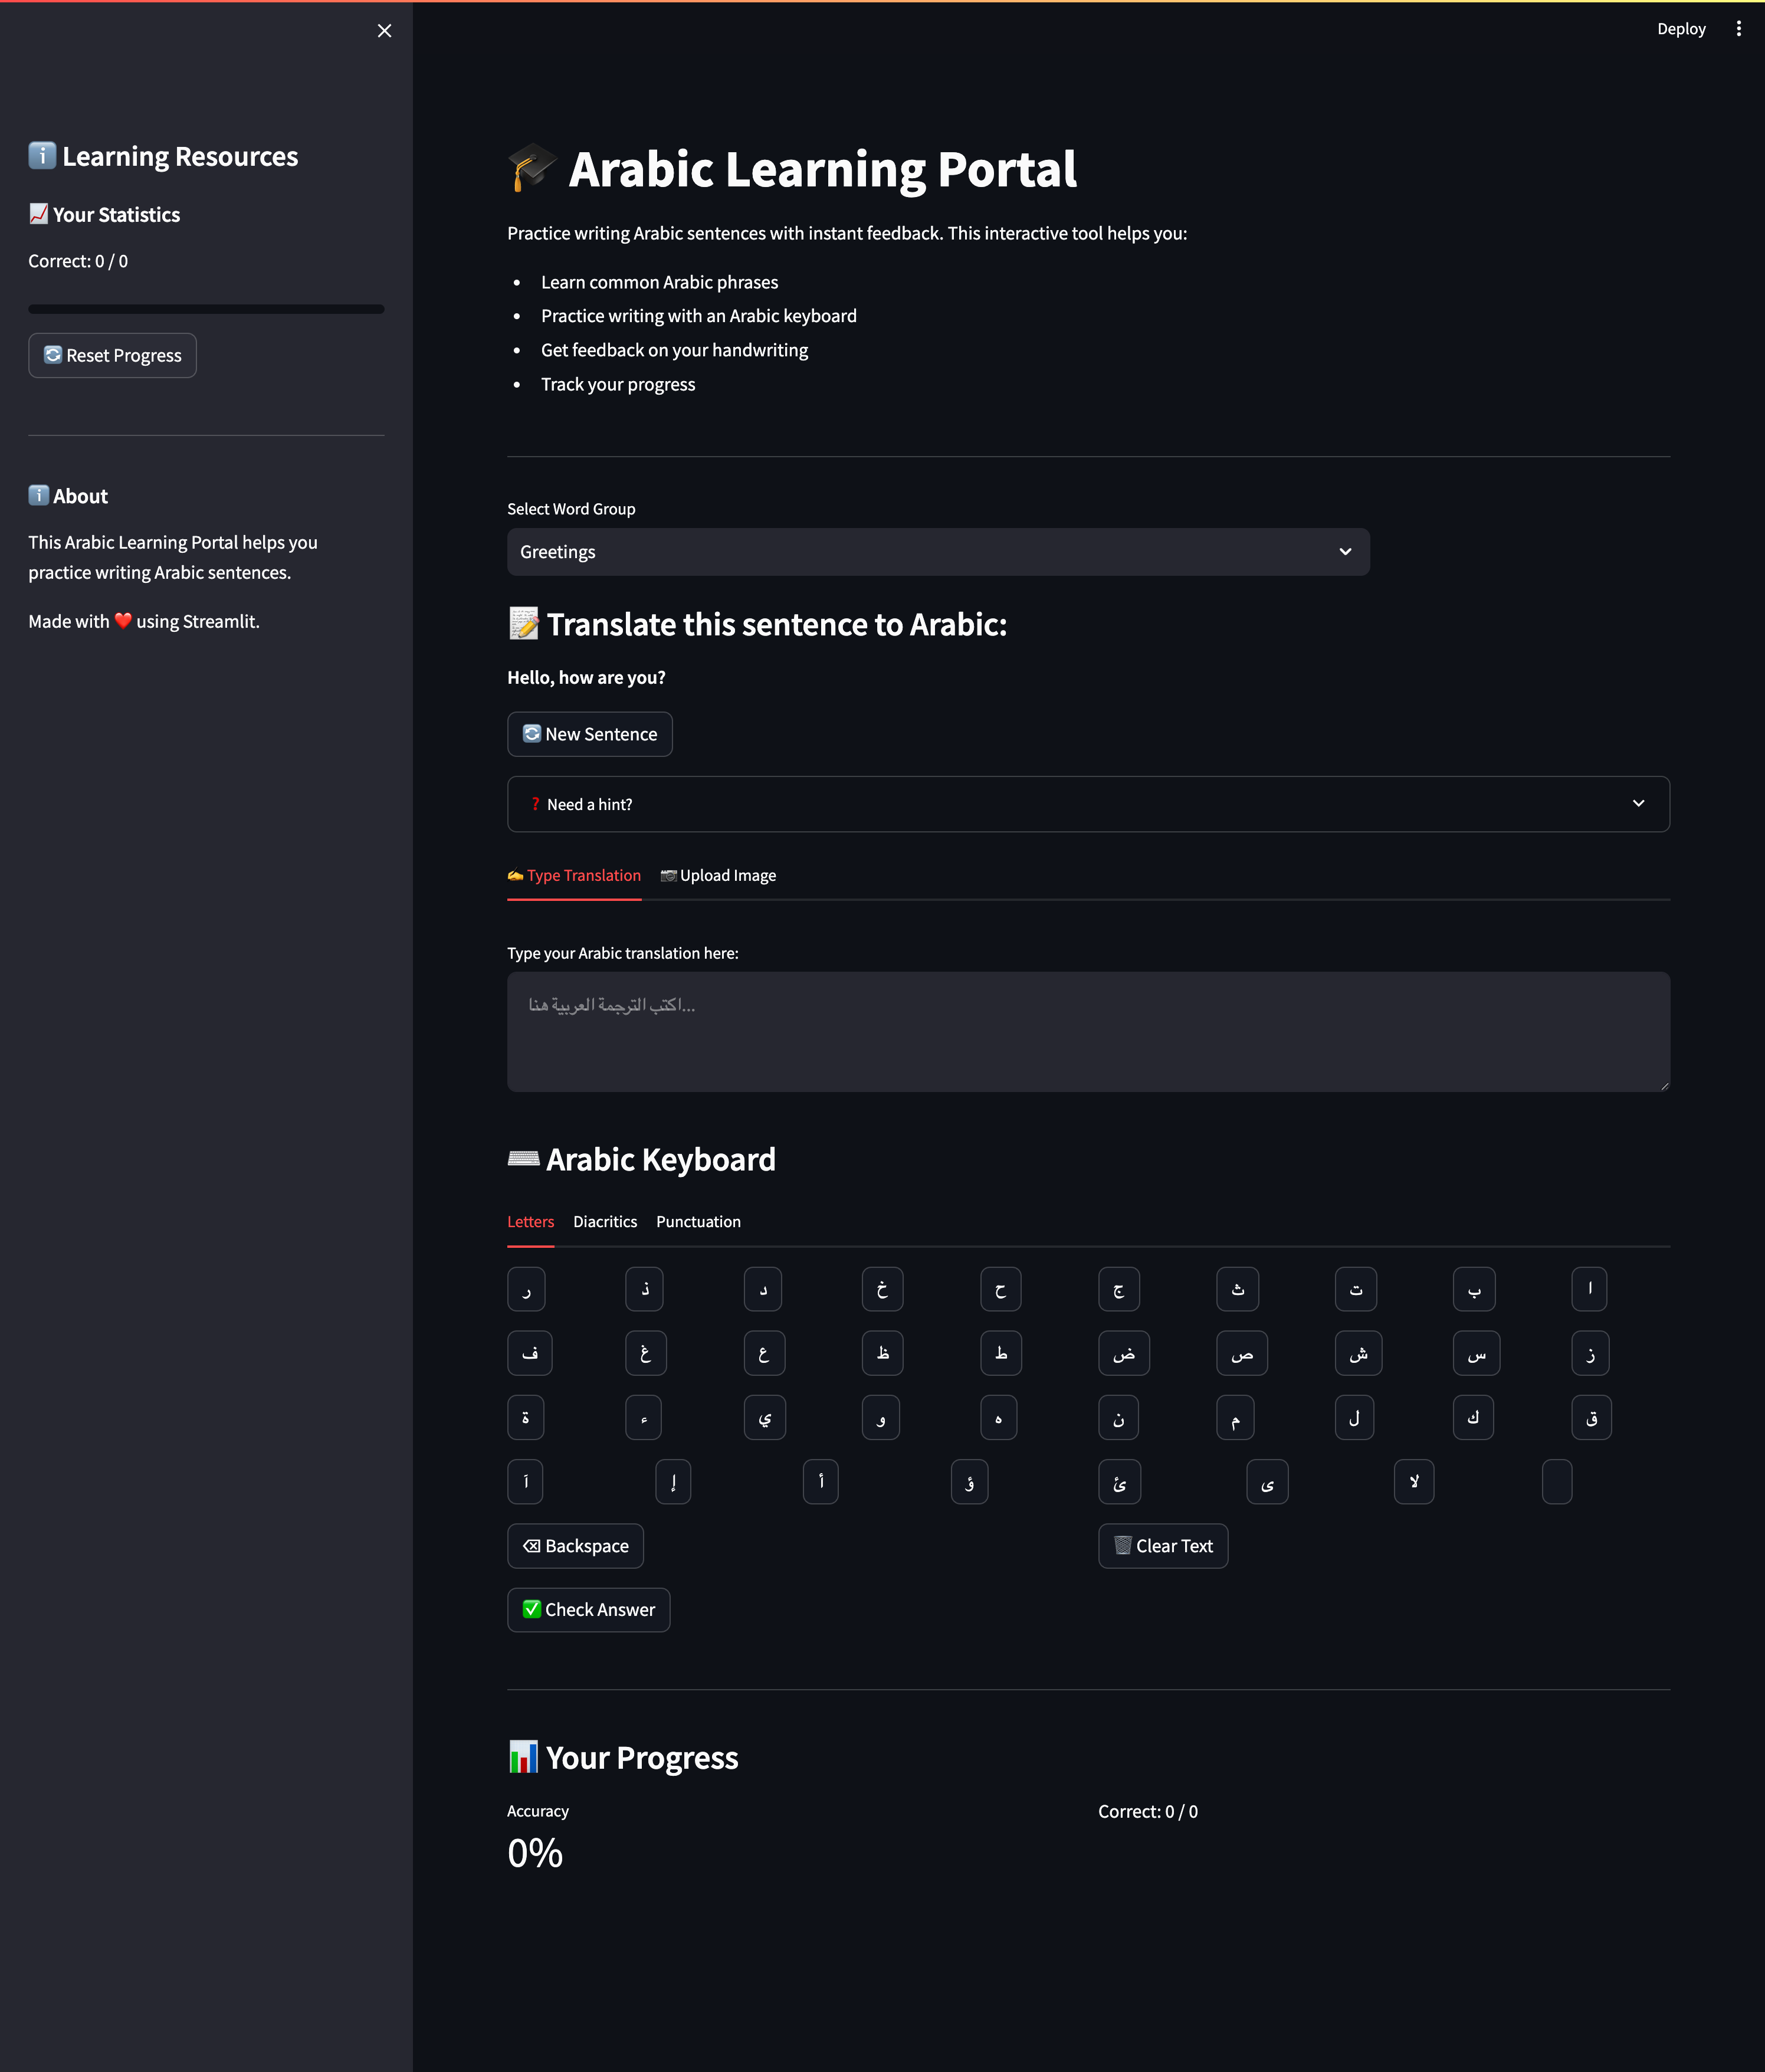 Deploy
ℹ️ Learning Resources
📈 Your Statistics
Correct: 0 / 0
🔄 Reset Progress
ℹ️ About
This Arabic Learning Portal helps you
practice writing Arabic sentences.
Made with ❤️ using Streamlit.
🎓 Arabic Learning Portal
Practice writing Arabic sentences with instant feedback. This interactive tool helps you:
• Learn common Arabic phrases
• Practice writing with an Arabic keyboard
• Get feedback on your handwriting
• Track your progress
Select Word Group
Greetings
📝 Translate this sentence to Arabic:
Hello, how are you?
🔄 New Sentence
❓ Need a hint?
✍️ Type Translation 📷 Upload Image
Type your Arabic translation here:
اكتب الترجمة العربية هنا...
⌨️ Arabic Keyboard
Letters Diacritics Punctuation
ا ب ت ث ج ح خ د ذ ر
ز س ش ص ض ط ظ ع غ ف
ق ك ل م ن ه و ي ء ة
لا ى ئ ؤ أ إ آ
⌫ Backspace 🗑️ Clear Text
✅ Check Answer
📊 Your Progress
Accuracy
0%
Correct: 0 / 0